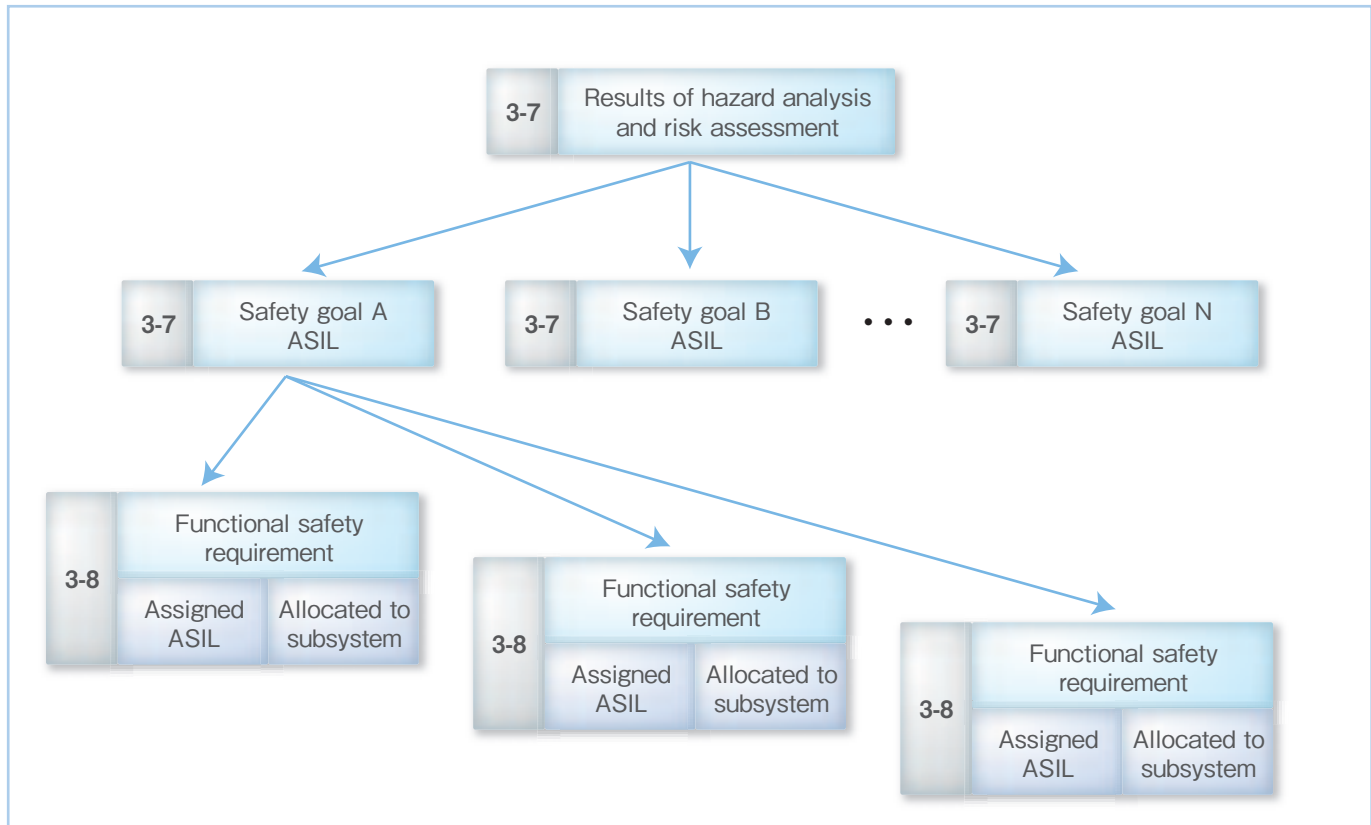 3-7
Results of hazard analysis
and risk assessment
3-7
Safety goal A
ASIL
3-7
Safety goal B
ASIL
• • •
3-7
Safety goal N
ASIL
3-8
Functional safety
requirement
Assigned
ASIL
Allocated to
subsystem
3-8
Functional safety
requirement
Assigned
ASIL
Allocated to
subsystem
3-8
Functional safety
requirement
Assigned
ASIL
Allocated to
subsystem